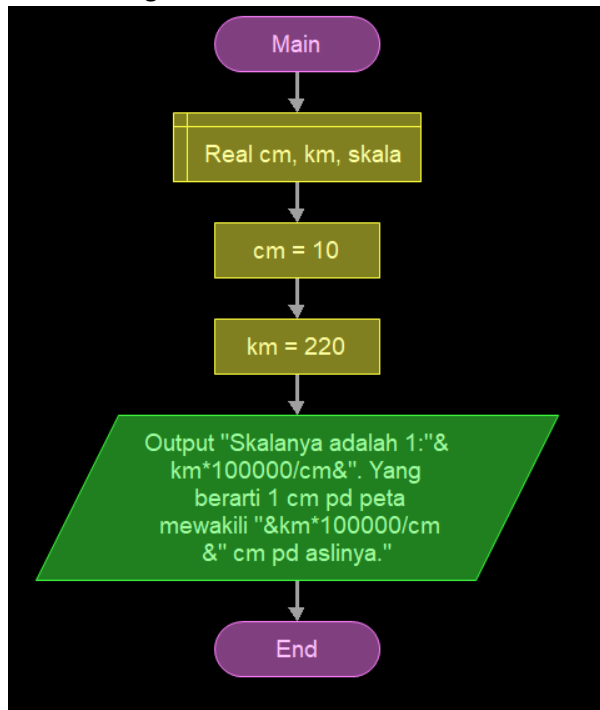 Main
Real cm, km, skala
cm = 10
km = 220
Output "Skalanya adalah 1:"&
km*100000/cm&". Yang
berarti 1 cm pd peta
mewakili "&km*100000/cm
&" cm pd aslinya."
End